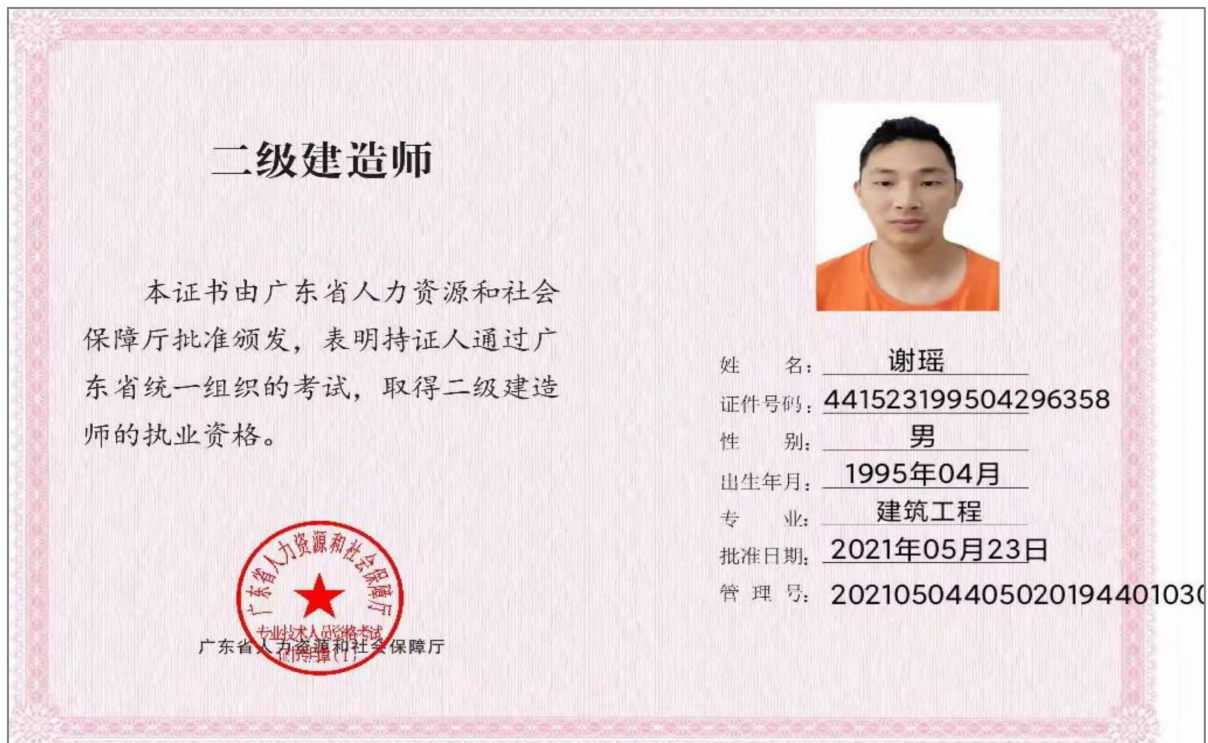 二级建造师
本证书由广东省人力资源和社会
保障厅批准颁发，表明持证人通过广
东省统一组织的考试，取得二级建造
师的执业资格。
广东省人力资源和社会保障厅
专业技术人员资格考试
证书专用章(1)
广东省人力资源和社会保障厅
姓 名：谢瑶
证件号码：441523199504296358
性 别：男
出生年月：1995年04月
专 业：建筑工程
批准日期：2021年05月23日
管 理 号：20210504405020194401030